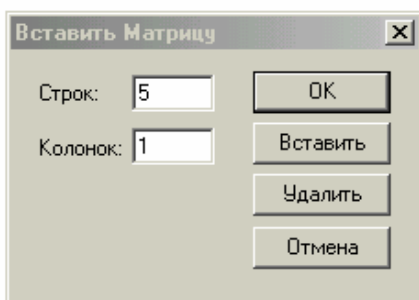 Вставить Матрицу
Строк: 5
OK
Колонок: 1
Вставить
Удалить
Отмена